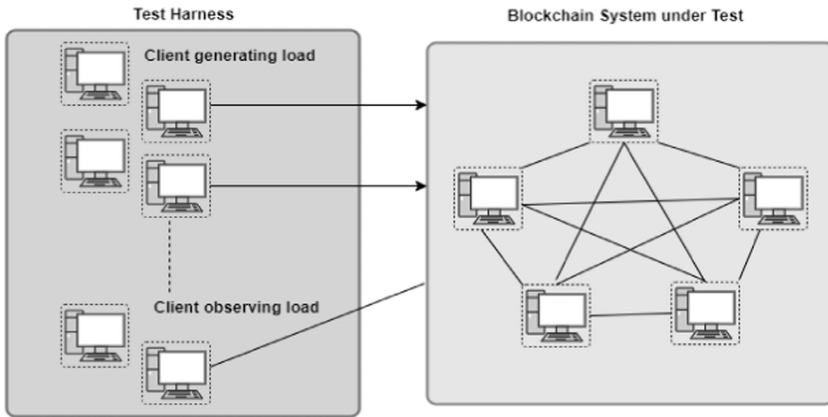 Test Harness
Blockchain System under Test
Client generating load
Client observing load